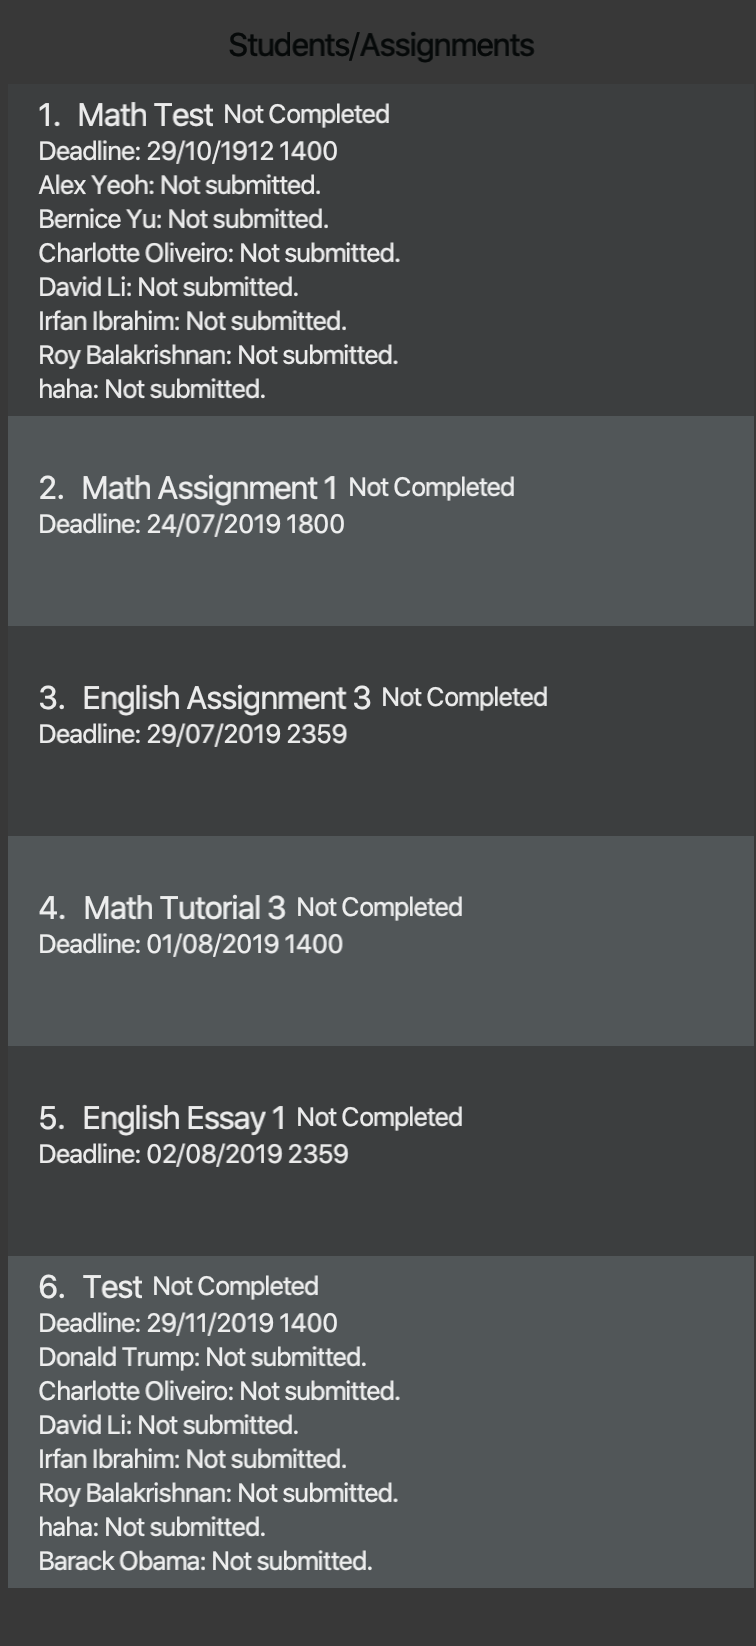 Students/Assignments
1. Math Test Not Completed
Deadline: 29/10/1912 1400
Alex Yeoh: Not submitted.
Bernice Yu: Not submitted.
Charlotte Oliveiro: Not submitted.
David Li: Not submitted.
Irfan Ibrahim: Not submitted.
Roy Balakrishnan: Not submitted.
haha: Not submitted.
2. Math Assignment 1 Not Completed
Deadline: 24/07/2019 1800
3. English Assignment 3 Not Completed
Deadline: 29/07/2019 2359
4. Math Tutorial 3 Not Completed
Deadline: 01/08/2019 1400
5. English Essay 1 Not Completed
Deadline: 02/08/2019 2359
6. Test Not Completed
Deadline: 29/11/2019 1400
Donald Trump: Not submitted.
Charlotte Oliveiro: Not submitted.
David Li: Not submitted.
Irfan Ibrahim: Not submitted.
Roy Balakrishnan: Not submitted.
haha: Not submitted.
Barack Obama: Not submitted.